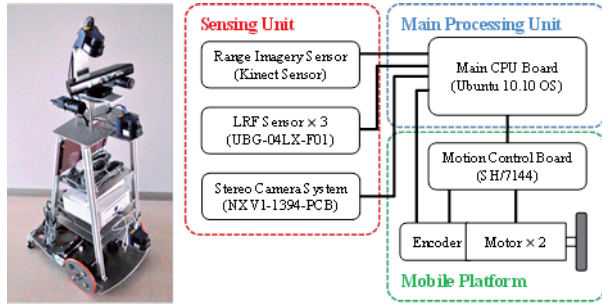 Sensing Unit
Range Imagery Sensor
(Kinect Sensor)
LRF Sensor × 3
(UBG-04LX-F01)
Stereo Camera System
(NXV1-1394-PCB)
Main Processing Unit
Main CPU Board
(Ubuntu 10.10 OS)
Motion Control Board
(SH/7144)
Encoder
Motor × 2
Mobile Platform